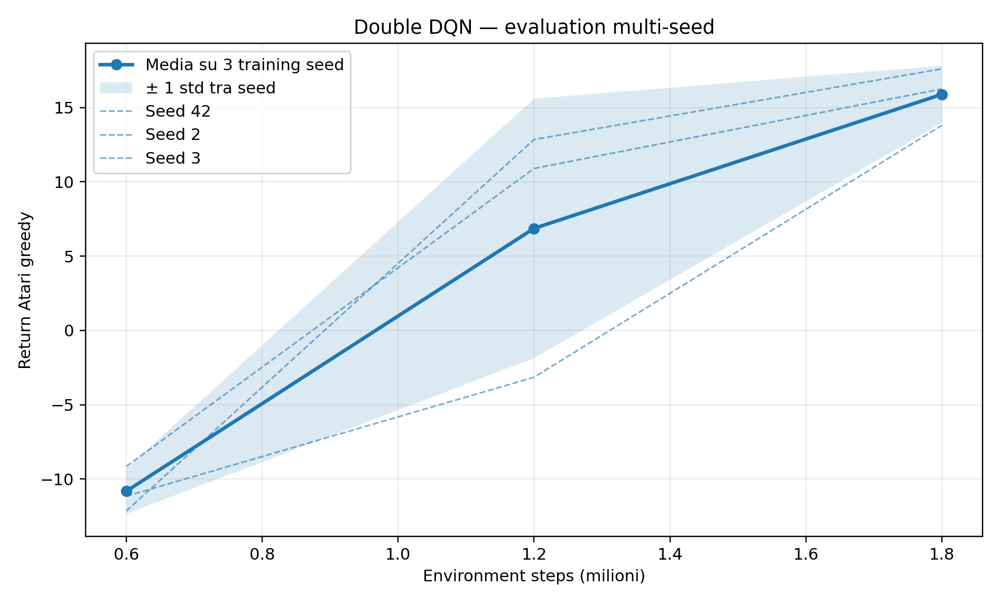 Double DQN — evaluation multi-seed
Media su 3 training seed
± 1 std tra seed
Seed 42
Seed 2
Seed 3
Return Atari greedy
15
10
5
0
−5
−10
0.6
0.8
1.0
1.2
1.4
1.6
1.8
Environment steps (milioni)